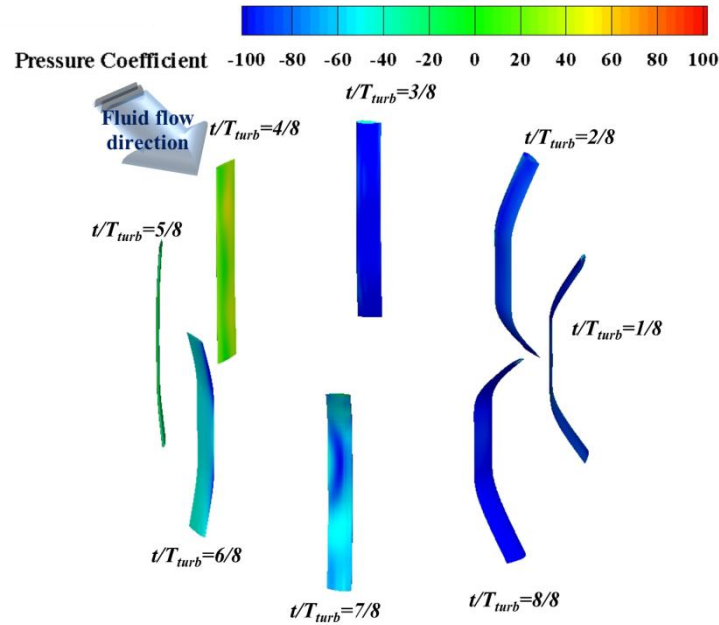 Pressure Coefficient -100 -80 -60 -40 -20 0 20 40 60 80 100
t/Tturb=3/8
Fluid flow direction
t/Tturb=4/8
t/Tturb=2/8
t/Tturb=5/8
t/Tturb=1/8
t/Tturb=6/8
t/Tturb=7/8
t/Tturb=8/8